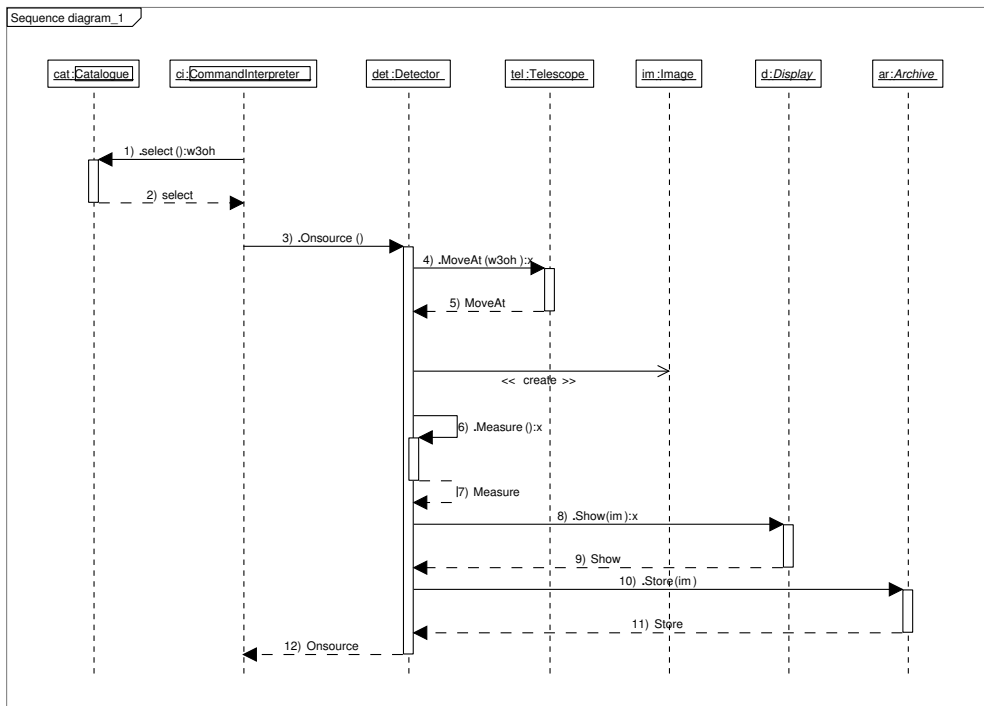 Sequence diagram_1
cat:Catalogue
ci:CommandInterpreter
det:Detector
tel:Telescope
im:Image
d:Display
ar:Archive
1) .select():w3oh
2) select
3) .Onsource ()
4) .MoveAt(w3oh ):x
5) MoveAt
<< create >>
6) .Measure():x
7) Measure
8) .Show(im):x
9) Show
10) .Store(im)
11) Store
12) Onsource